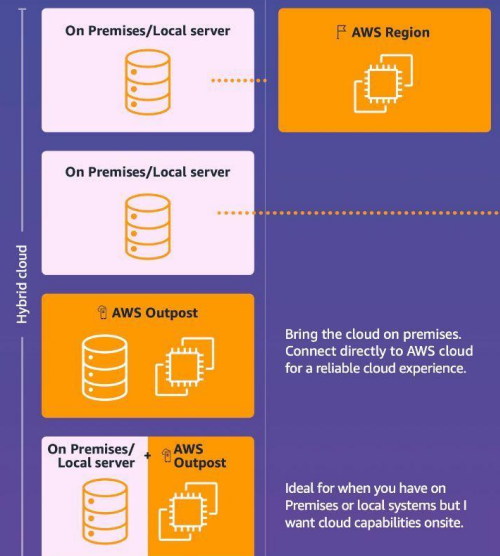 On Premises/Local server
AWS Region
On Premises/Local server
Hybrid cloud
AWS Outpost
Bring the cloud on premises.
Connect directly to AWS cloud
for a reliable cloud experience.
On Premises/
Local server
+
AWS
Outpost
Ideal for when you have on
Premises or local systems but I
want cloud capabilities onsite.